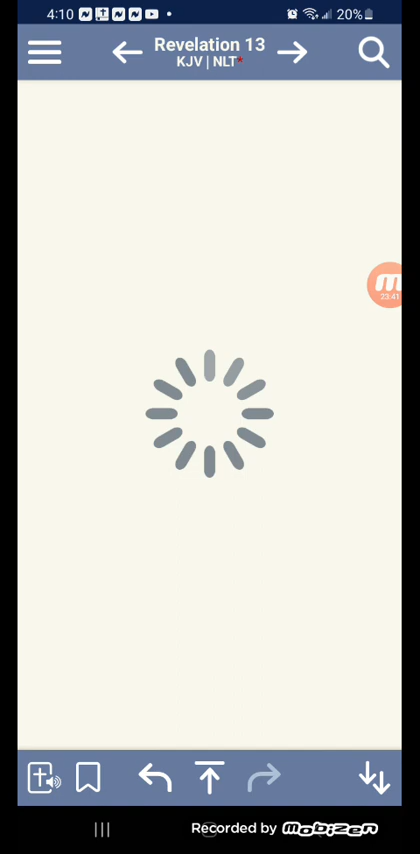 4:10 20%
Revelation 13
KJV | NLT*
23:41
Recorded by mobizen